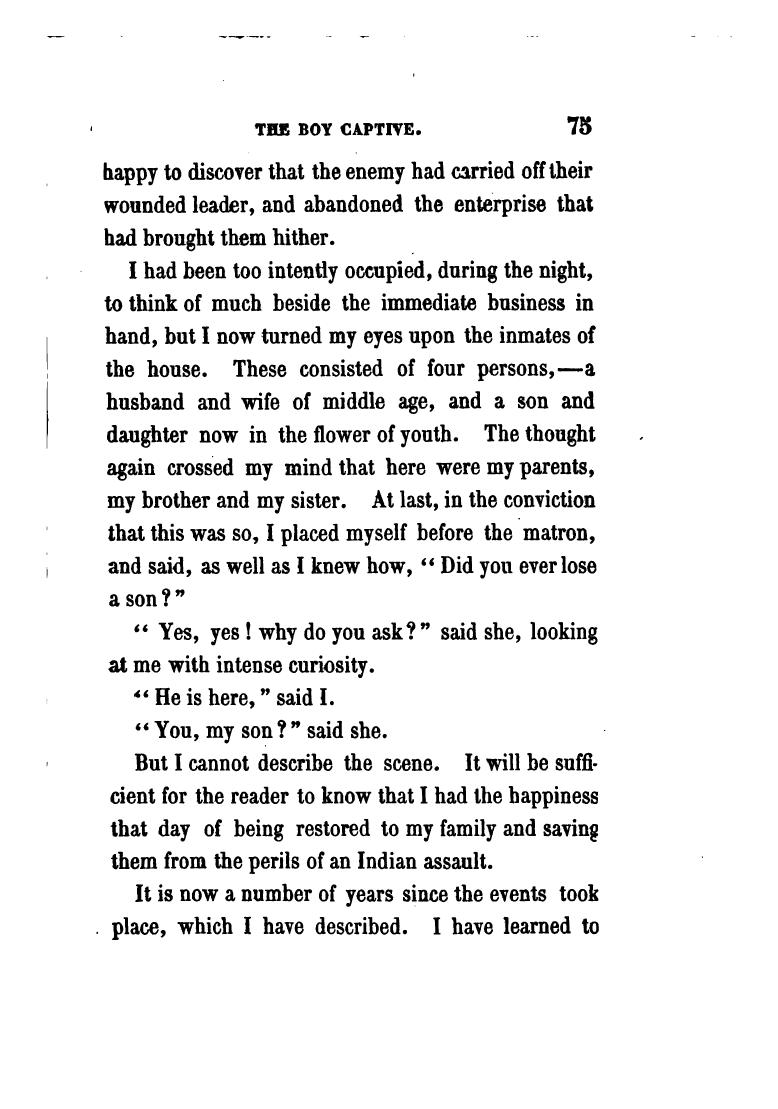 THE BOY CAPTIVE. 75
happy to discover that the enemy had carried off their
wounded leader, and abandoned the enterprise that
had brought them hither.
I had been too intently occupied, during the night,
to think of much beside the immediate business in
hand, but I now turned my eyes upon the inmates of
the house. These consisted of four persons,—a
husband and wife of middle age, and a son and
daughter now in the flower of youth. The thought
again crossed my mind that here were my parents,
my brother and my sister. At last, in the conviction
that this was so, I placed myself before the matron,
and said, as well as I knew how, “ Did you ever lose
a son ? ”
“ Yes, yes ! why do you ask ? ” said she, looking
at me with intense curiosity.
“ He is here, ” said I.
“ You, my son ? ” said she.
But I cannot describe the scene. It will be suffi-
cient for the reader to know that I had the happiness
that day of being restored to my family and saving
them from the perils of an Indian assault.
It is now a number of years since the events took
place, which I have described. I have learned to